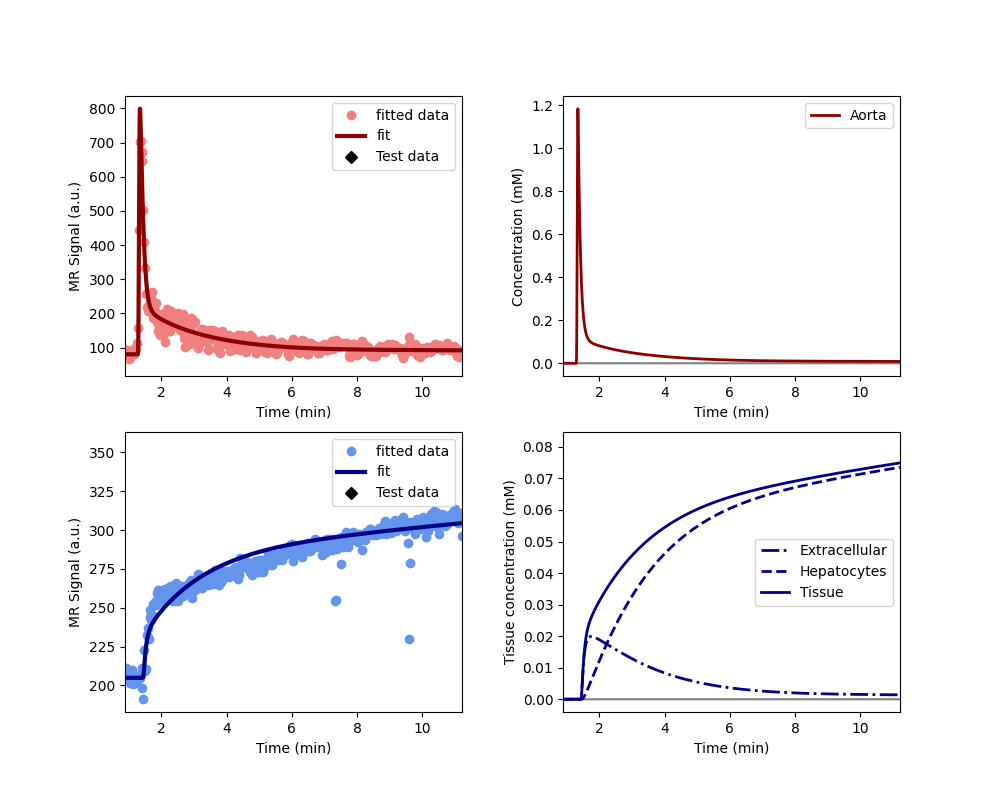 MR Signal (a.u.)
800
700
600
500
400
300
200
100
fitted data
fit
Test data
2
4
6
8
10
Time (min)
Concentration (mM)
1.2
1.0
0.8
0.6
0.4
0.2
0.0
Aorta
2
4
6
8
10
Time (min)
MR Signal (a.u.)
350
325
300
275
250
225
200
fitted data
fit
Test data
2
4
6
8
10
Time (min)
Tissue concentration (mM)
0.08
0.07
0.06
0.05
0.04
0.03
0.02
0.01
0.00
Extracellular
Hepatocytes
Tissue
2
4
6
8
10
Time (min)